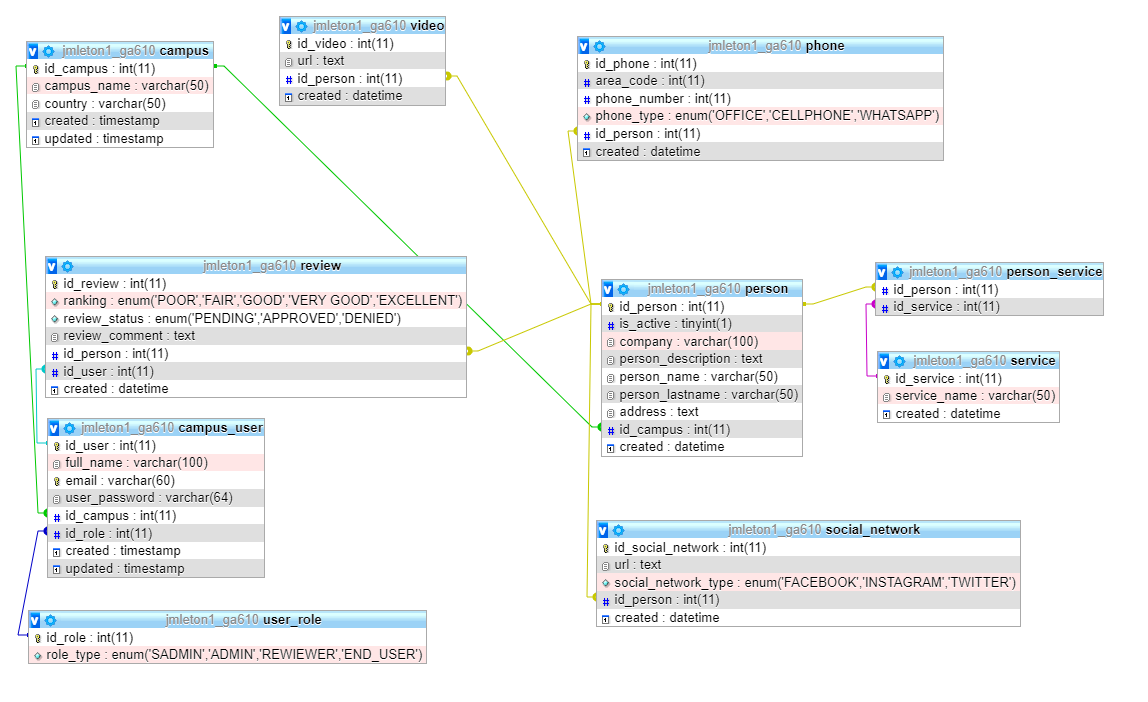 jmleton1_ga610 campus
id_campus : int(11)
campus_name : varchar(50)
country : varchar(50)
created : timestamp
updated : timestamp
jmleton1_ga610 video
id_video : int(11)
url : text
id_person : int(11)
created : datetime
jmleton1_ga610 phone
id_phone : int(11)
area_code : int(11)
phone_number : int(11)
phone_type : enum('OFFICE','CELLPHONE','WHATSAPP')
id_person : int(11)
created : datetime
jmleton1_ga610 review
id_review : int(11)
ranking : enum('POOR','FAIR','GOOD','VERY GOOD','EXCELLENT')
review_status : enum('PENDING','APPROVED','DENIED')
review_comment : text
id_person : int(11)
id_user : int(11)
created : datetime
jmleton1_ga610 person
id_person : int(11)
is_active : tinyint(1)
company : varchar(100)
person_description : text
person_name : varchar(50)
person_lastname : varchar(50)
address : text
id_campus : int(11)
created : datetime
jmleton1_ga610 person_service
id_person : int(11)
id_service : int(11)
jmleton1_ga610 service
id_service : int(11)
service_name : varchar(50)
created : datetime
jmleton1_ga610 campus_user
id_user : int(11)
full_name : varchar(100)
email : varchar(60)
user_password : varchar(64)
id_campus : int(11)
id_role : int(11)
created : timestamp
updated : timestamp
jmleton1_ga610 social_network
id_social_network : int(11)
url : text
social_network_type : enum('FACEBOOK','INSTAGRAM','TWITTER')
id_person : int(11)
created : datetime
jmleton1_ga610 user_role
id_role : int(11)
role_type : enum('SADMIN','ADMIN','REWIEWER','END_USER')